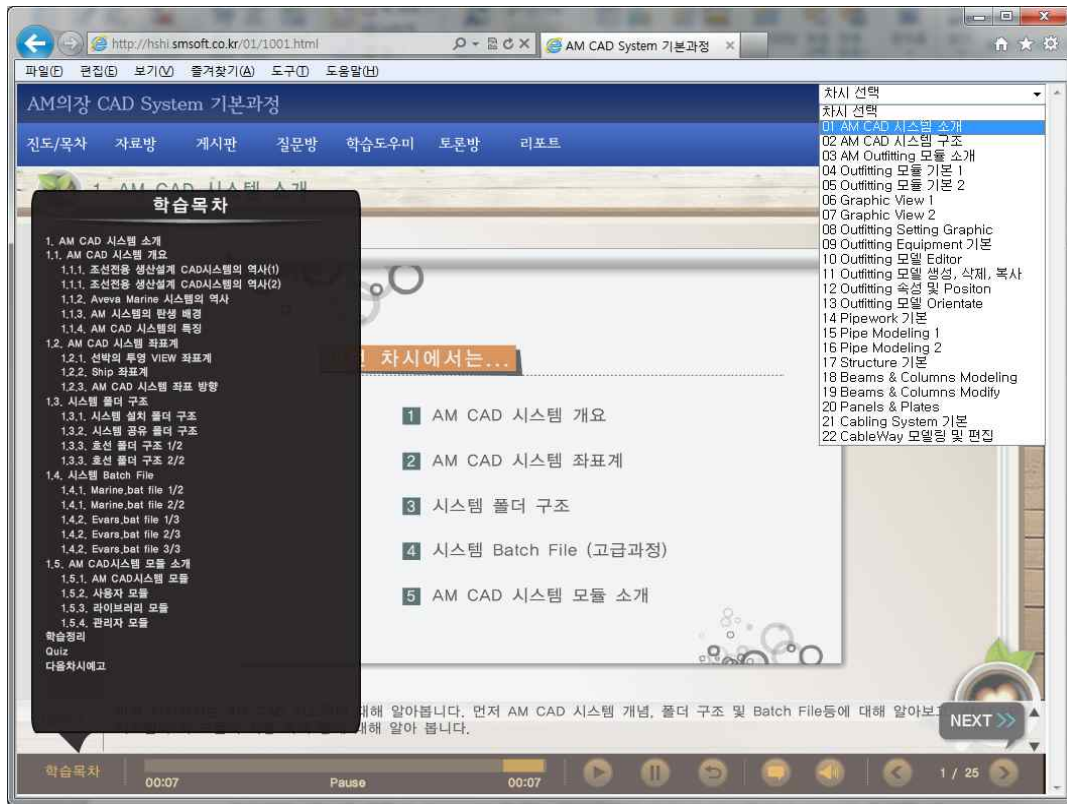 http://hshi.smsoft.co.kr/01/1001.html
AM CAD System 기본과정
파일(F) 편집(E) 보기(V) 즐겨찾기(A) 도구(T) 도움말(H)
AM의장 CAD System 기본과정
진도/목차 자료방 게시판 질문방 학습도우미 토론방 리포트
차시 선택
차시 선택
01 AM CAD 시스템 소개
02 AM CAD 시스템 구조
03 AM Outfitting 모듈 소개
04 Outfitting 모듈 기본 1
05 Outfitting 모듈 기본 2
06 Graphic View 1
07 Graphic View 2
08 Outfitting Setting Graphic
09 Outfitting Equipment 기본
10 Outfitting 모델 Editor
11 Outfitting 모델 생성, 삭제, 복사
12 Outfitting 속성 및 Positon
13 Outfitting 모델 Orientate
14 Pipework 기본
15 Pipe Modeling 1
16 Pipe Modeling 2
17 Structure 기본
18 Beams & Columns Modeling
19 Beams & Columns Modify
20 Panels & Plates
21 Cabling System 기본
22 CableWay 모델링 및 편집
1. AM CAD 시스템 소개
학습목차
1. AM CAD 시스템 소개
1.1. AM CAD 시스템 개요
1.1.1. 조선전용 생산설계 CAD시스템의 역사(1)
1.1.1. 조선전용 생산설계 CAD시스템의 역사(2)
1.1.2. Aveva Marine 시스템의 역사
1.1.3. AM 시스템의 탄생 배경
1.1.4. AM CAD 시스템의 특징
1.2. AM CAD 시스템 좌표계
1.2.1. 선박의 투영 VIEW 좌표계
1.2.2. Ship 좌표계
1.2.3. AM CAD 시스템 좌표 방향
1.3. 시스템 폴더 구조
1.3.1. 시스템 설치 폴더 구조
1.3.2. 시스템 공유 폴더 구조
1.3.3. 호선 폴더 구조 1/2
1.3.3. 호선 폴더 구조 2/2
1.4. 시스템 Batch File
1.4.1. Marine.bat file 1/2
1.4.1. Marine.bat file 2/2
1.4.2. Evars.bat file 1/3
1.4.2. Evars.bat file 2/3
1.4.2. Evars.bat file 3/3
1.5. AM CAD시스템 모듈 소개
1.5.1. AM CAD시스템 모듈
1.5.2. 사용자 모듈
1.5.3. 라이브러리 모듈
1.5.4. 관리자 모듈
학습정리
Quiz
다음차시예고
차시에서는...
1 AM CAD 시스템 개요
2 AM CAD 시스템 좌표계
3 시스템 폴더 구조
4 시스템 Batch File (고급과정)
5 AM CAD 시스템 모듈 소개
대해 알아봅니다. 먼저 AM CAD 시스템 개념, 폴더 구조 및 Batch File등에 대해 알아보
대해 알아 봅니다.
NEXT
학습목차 00:07 Pause 00:07 1 / 25